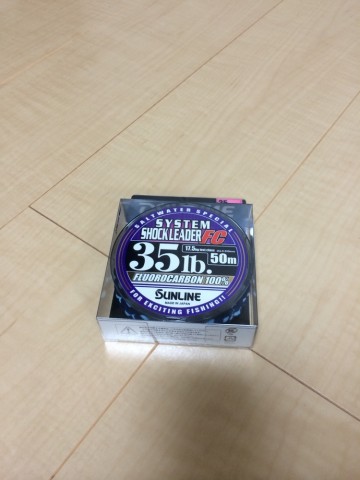 SALTWATER SPECIAL
SYSTEM
SHOCK LEADER FC
35lb. 50m
FLUOROCARBON 100%
SUNLINE
MADE IN JAPAN
FOR EXCITING FISHING!!